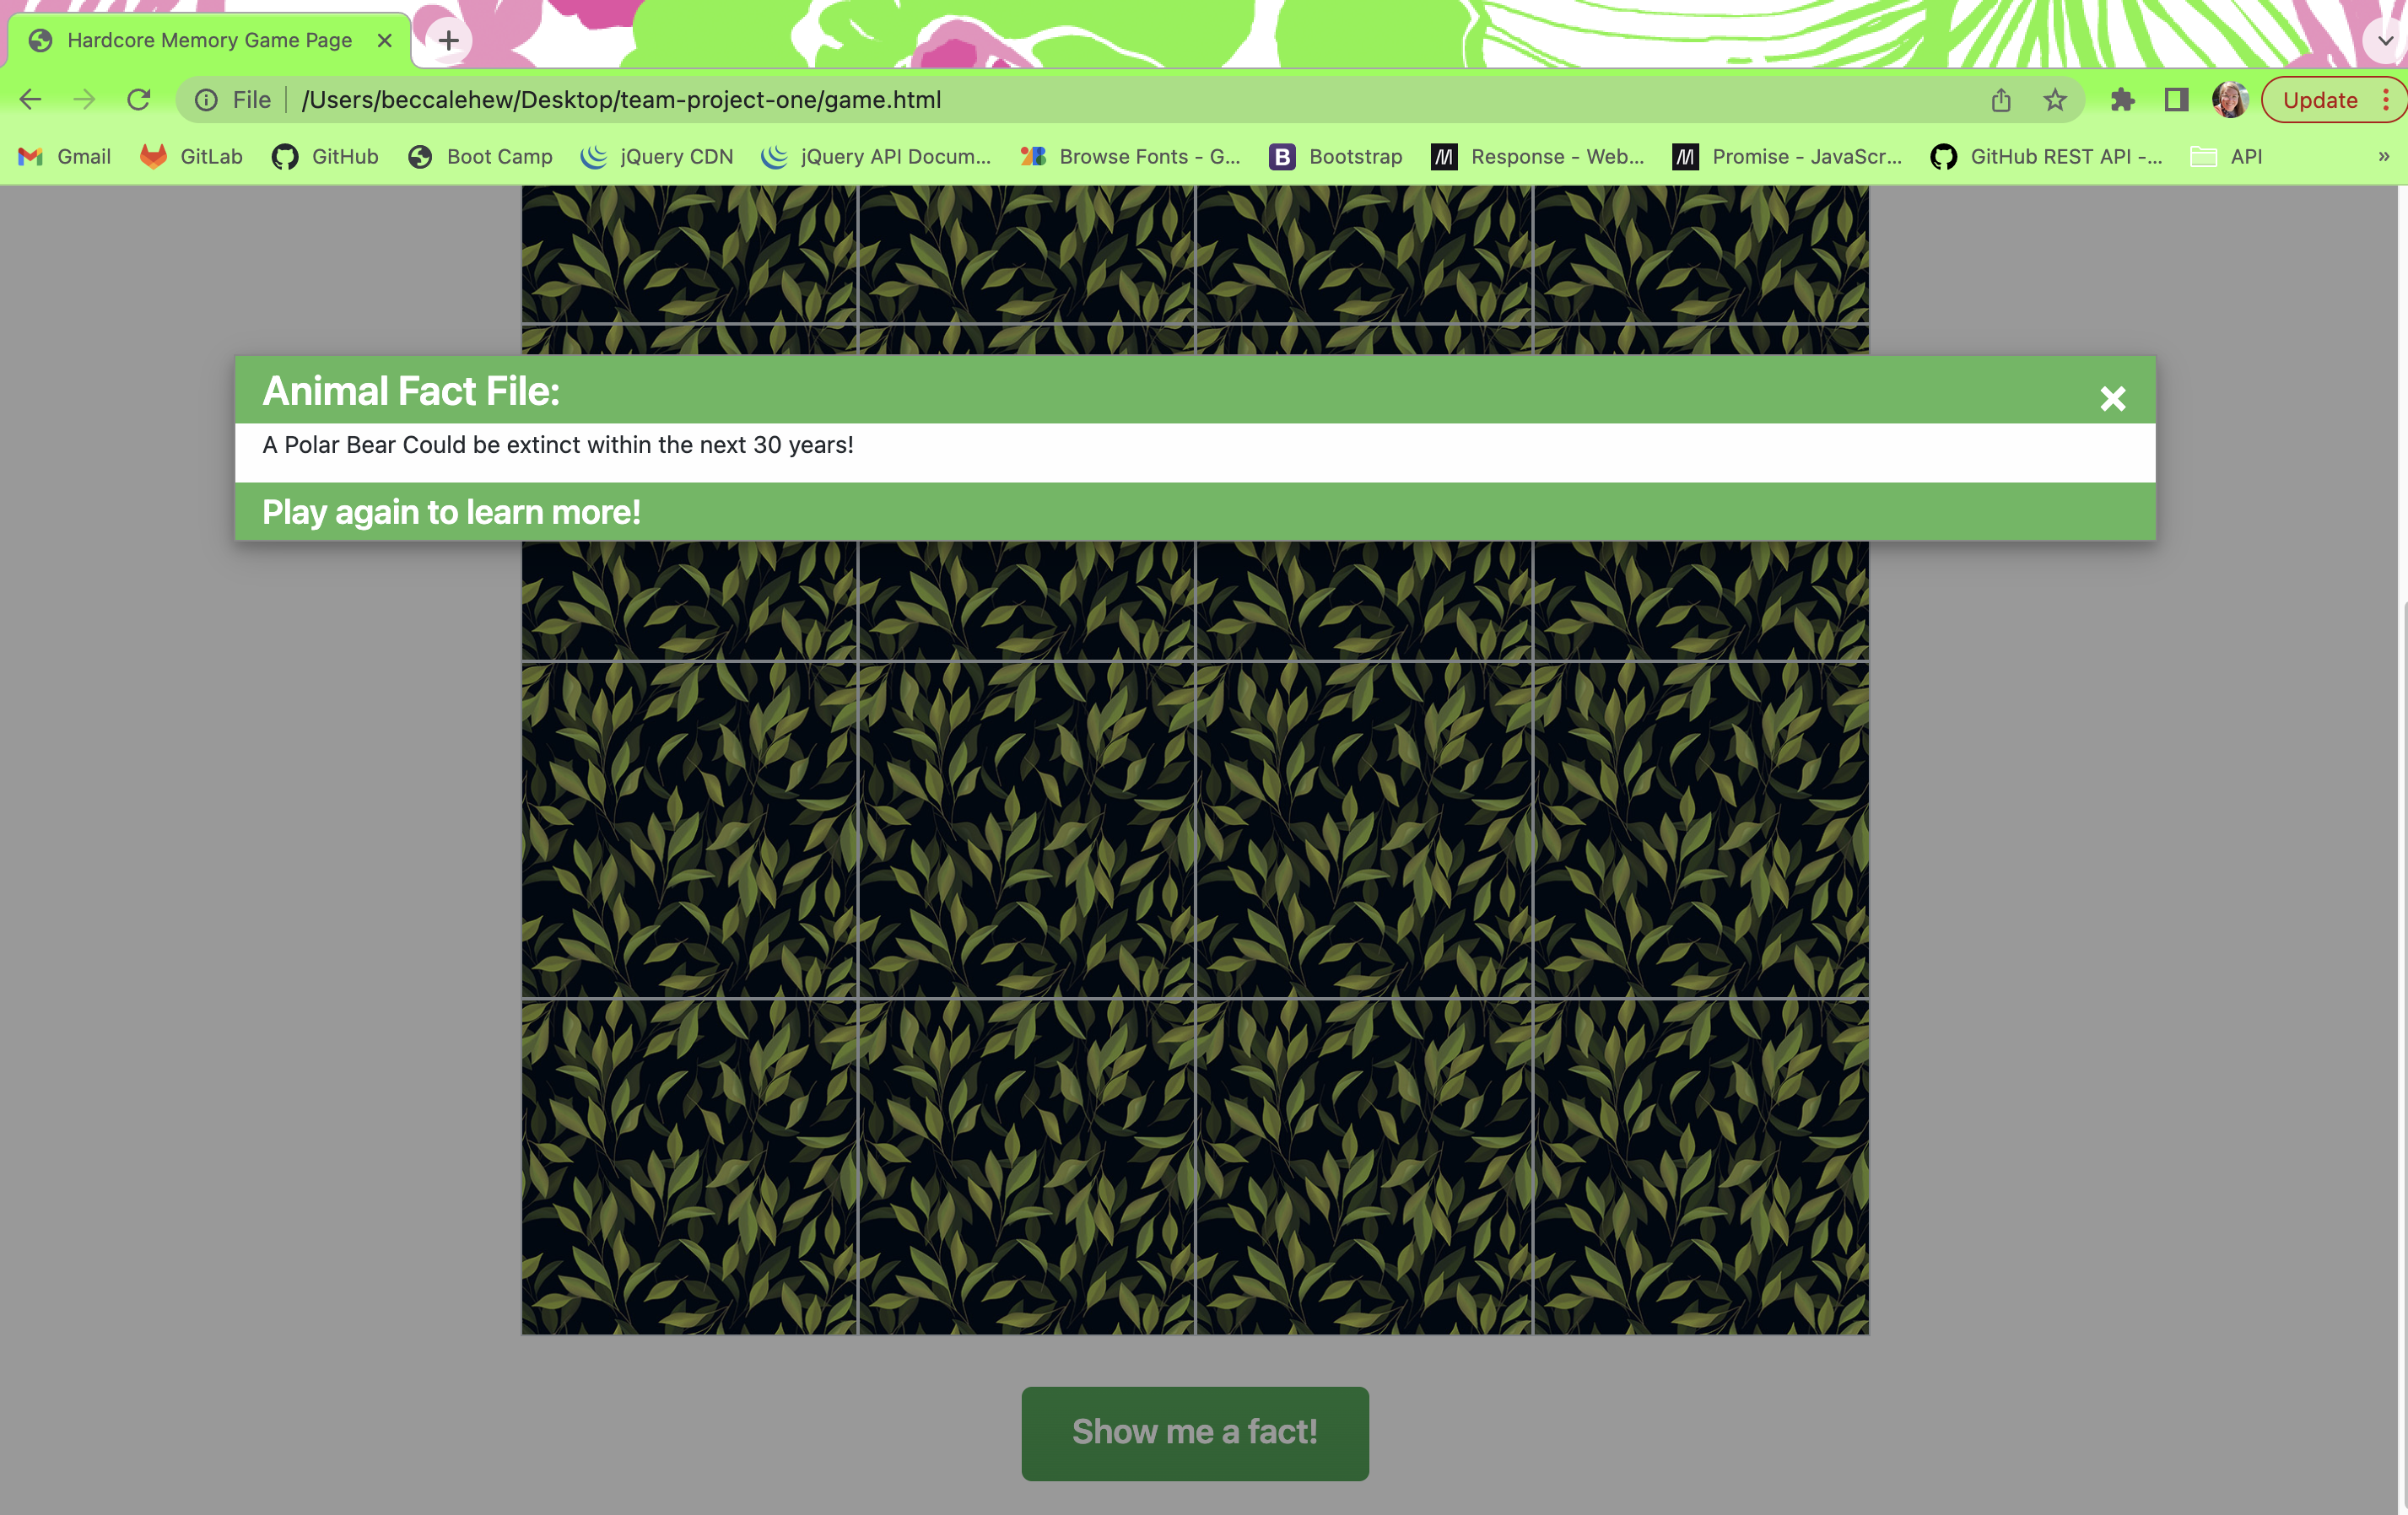 Hardcore Memory Game Page
File /Users/beccalehew/Desktop/team-project-one/game.html Update
Gmail GitLab GitHub Boot Camp jQuery CDN jQuery API Docum... Browse Fonts - G... Bootstrap Response - Web... Promise - JavaScr... GitHub REST API -... API »
Animal Fact File:
A Polar Bear Could be extinct within the next 30 years!
Play again to learn more!
Show me a fact!